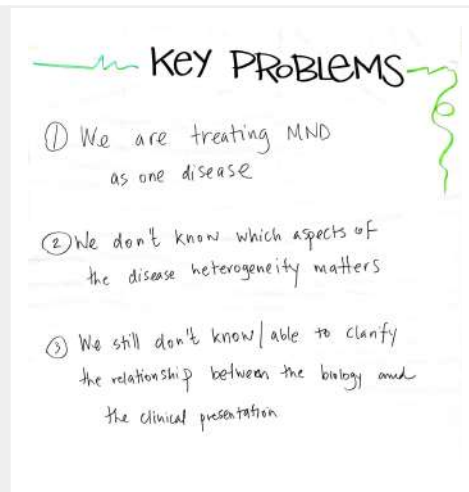 KEY PROBLEMS
① We are treating MND
as one disease
② We don't know which aspects of
the disease heterogeneity matters
③ We still don't know/able to clarify
the relationship between the biology and
the clinical presentation